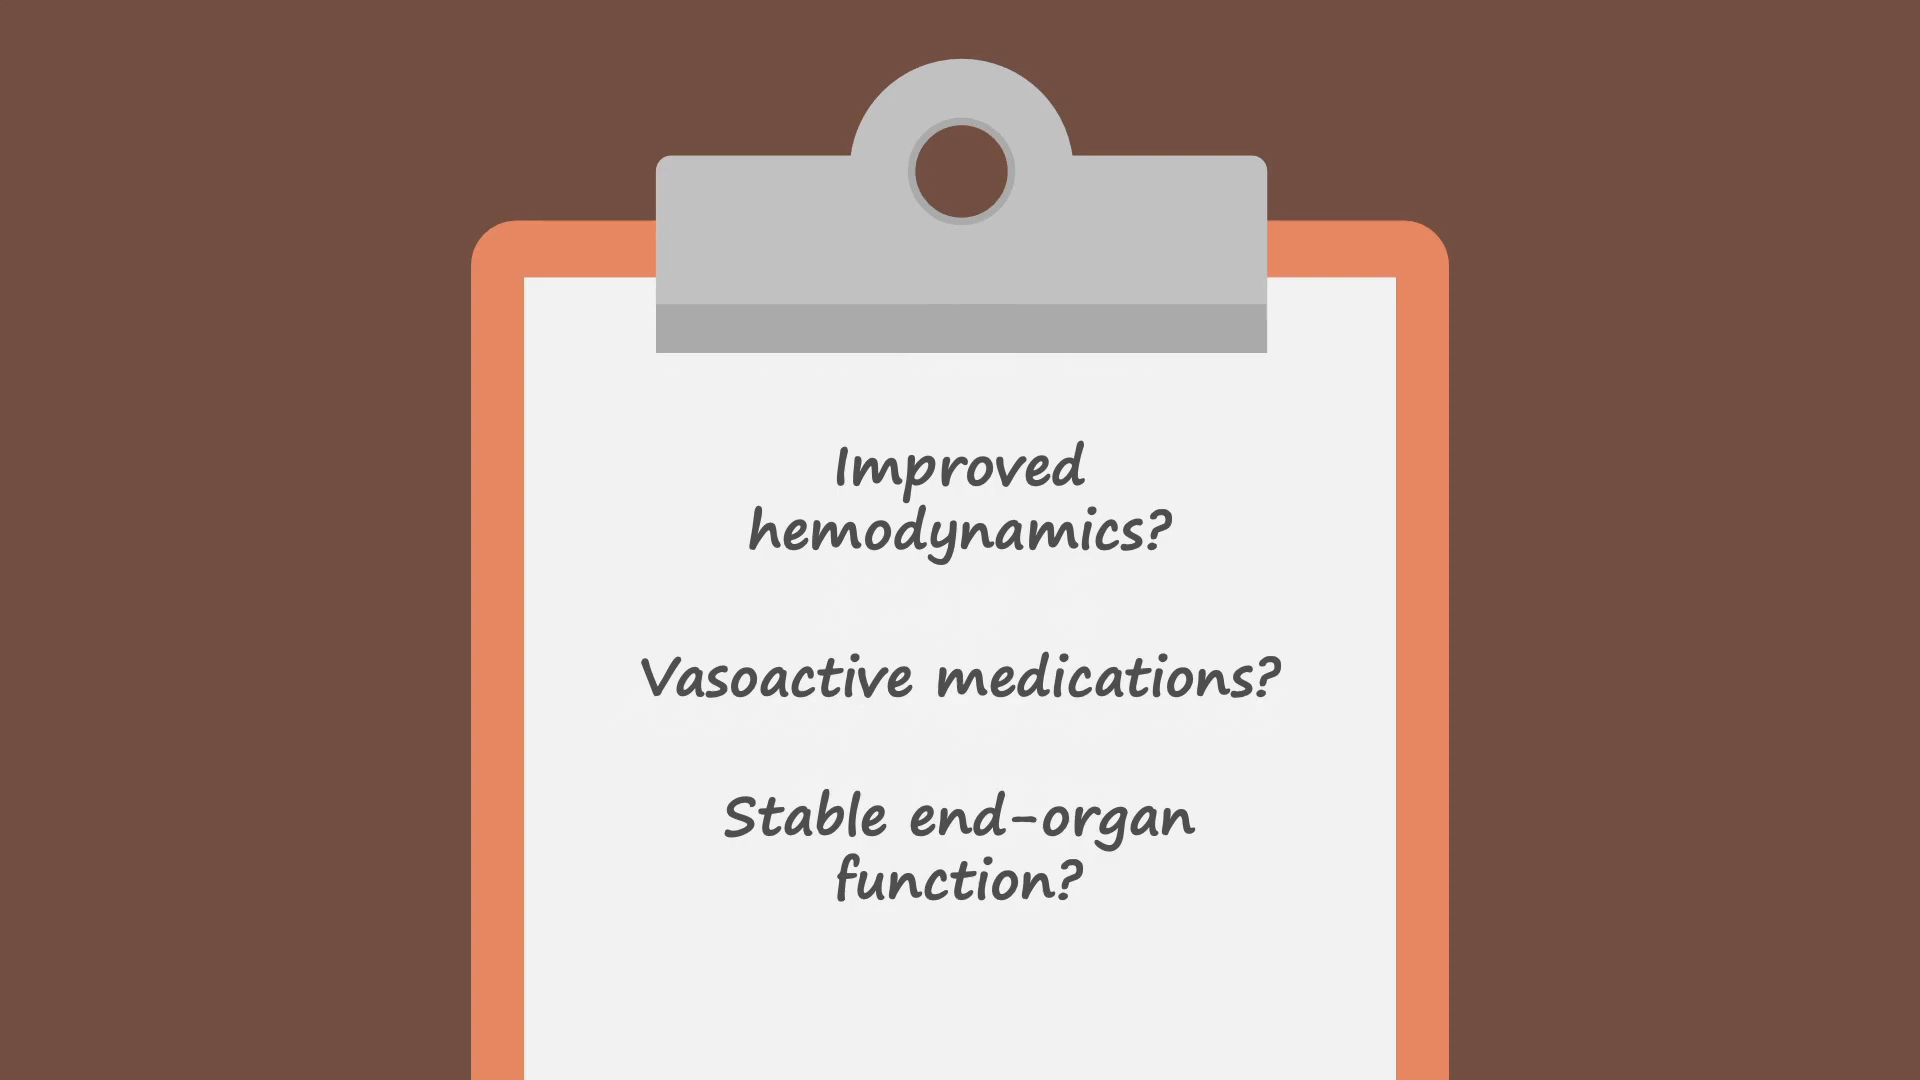 Improved
hemodynamics?
Vasoactive medications?
Stable end-organ
function?